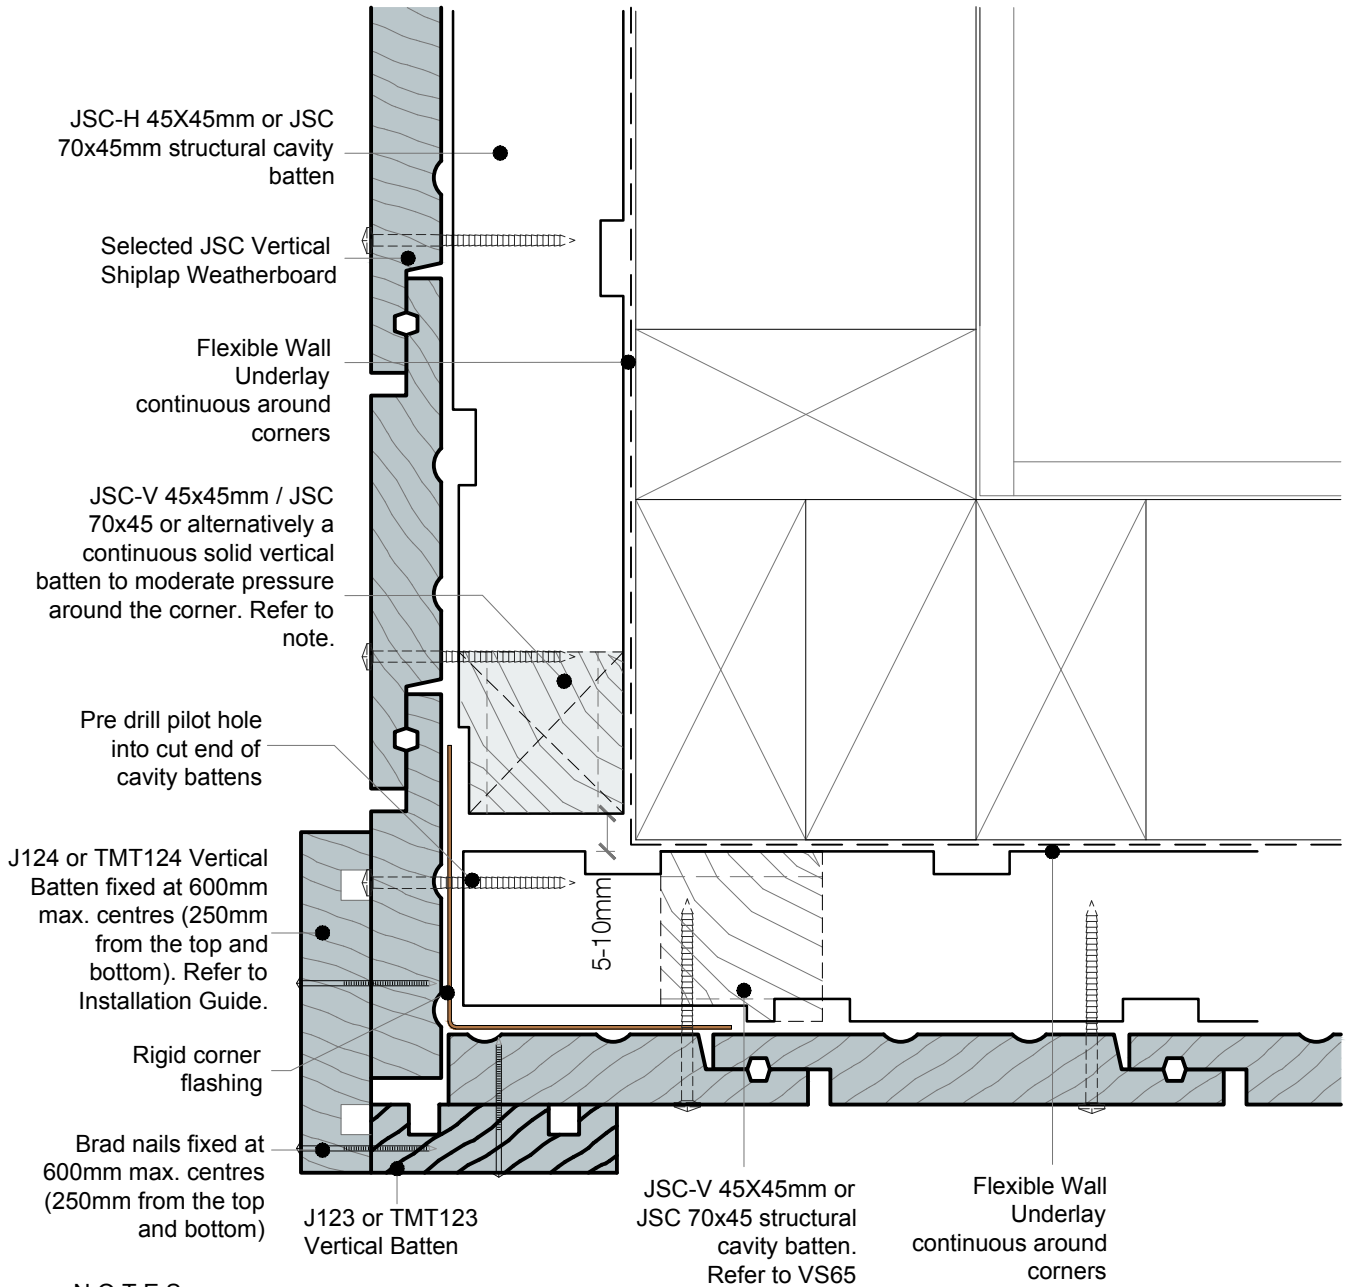 JSC-H 45X45mm or JSC
70x45mm structural cavity
batten
Selected JSC Vertical
Shiplap Weatherboard
Flexible Wall
Underlay
continuous around
corners
JSC-V 45x45mm / JSC
70x45 or alternatively a
continuous solid vertical
batten to moderate pressure
around the corner. Refer to
note.
Pre drill pilot hole
into cut end of
cavity battens
J124 or TMT124 Vertical
Batten fixed at 600mm
max. centres (250mm
from the top and
bottom). Refer to
Installation Guide.
Rigid corner
flashing
Brad nails fixed at
600mm max. centres
(250mm from the top
and bottom)
J123 or TMT123
Vertical Batten
5-10mm
JSC-V 45X45mm or
JSC 70x45 structural
cavity batten.
Refer to VS65
Flexible Wall
Underlay
continuous around
corners
N O T E S